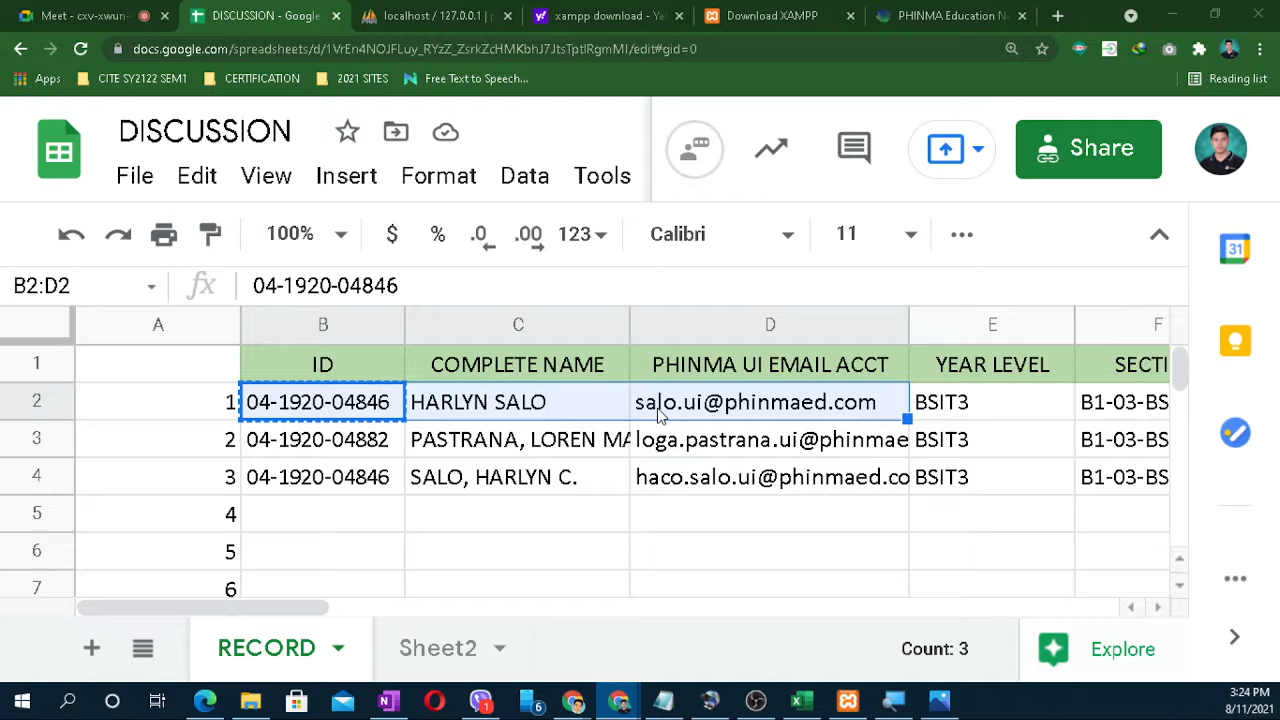 Meet - cxv-xwun-
DISCUSSION - Google
localhost / 127.0.0.1 | p
xampp download - Ya
Download XAMPP
PHINMA Education N
docs.google.com/spreadsheets/d/1VrEn4NOJFLuy_RYzZ_ZsrkZcHMKbhJ7JtsTptlRgmMI/edit#gid=0
Apps
CITE SY2122 SEM1
CERTIFICATION
2021 SITES
Free Text to Speech...
Reading list
DISCUSSION
File Edit View Insert Format Data Tools
Share
100% $ % .0 .00 123 Calibri 11
B2:D2 fx 04-1920-04846
A B C D E F
1 ID COMPLETE NAME PHINMA UI EMAIL ACCT YEAR LEVEL SECTI
2 1 04-1920-04846 HARLYN SALO salo.ui@phinmaed.com BSIT3 B1-03-BS
3 2 04-1920-04882 PASTRANA, LOREN MA loga.pastrana.ui@phinmae BSIT3 B1-03-BS
4 3 04-1920-04846 SALO, HARLYN C. haco.salo.ui@phinmaed.co BSIT3 B1-03-BS
5 4
6 5
7 6
RECORD Sheet2 Count: 3 Explore
3:24 PM
8/11/2021